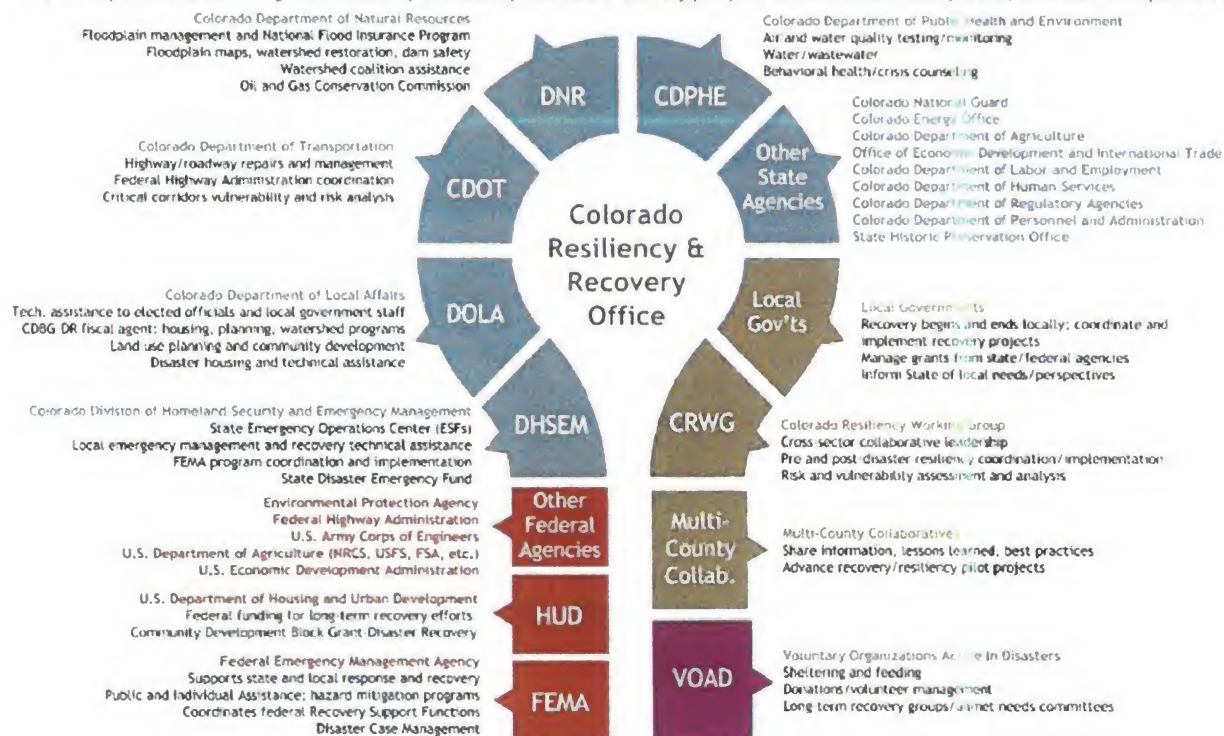 Colorado Department of Natural Resources
Floodplain management and National Flood Insurance Program
Floodplain maps, watershed restoration, dam safety
Watershed coalition assistance
Oil and Gas Conservation Commission
DNR
CDPHE
Colorado Department of Public Health and Environment
Air and water quality testing/monitoring
Water/wastewater
Behavioral health/crisis counseling
Colorado Department of Transportation
Highway/roadway repairs and management
Federal Highway Administration coordination
Critical corridors vulnerability and risk analysis
CDOT
Other
State
Agencies
Colorado National Guard
Colorado Energy Office
Colorado Department of Agriculture
Office of Economic Development and International Trade
Colorado Department of Labor and Employment
Colorado Department of Human Services
Colorado Department of Regulatory Agencies
Colorado Department of Personnel and Administration
State Historic Preservation Office
Colorado
Resiliency &
Recovery
Office
Colorado Department of Local Affairs
Tech. assistance to elected officials and local government staff
CDBG DR fiscal agent: housing, planning, watershed programs
Land use planning and community development
Disaster housing and technical assistance
DOLA
Local
Gov'ts
Local Governments
Recovery begins and ends locally; coordinate and
implement recovery projects
Manage grants from state/federal agencies
Inform State of local needs/perspectives
Colorado Division of Homeland Security and Emergency Management
State Emergency Operations Center (ESFs)
Local emergency management and recovery technical assistance
FEMA program coordination and implementation
State Disaster Emergency Fund
DHSEM
CRWG
Colorado Resiliency Working Group
Cross sector collaborative leadership
Pre and post-disaster resiliency coordination/implementation
Risk and vulnerability assessment and analysis
Environmental Protection Agency
Federal Highway Administration
U.S. Army Corps of Engineers
U.S. Department of Agriculture (NRCS, USFS, FSA, etc.)
U.S. Economic Development Administration
Other
Federal
Agencies
Multi-
County
Collab.
Multi-County Collaborative
Share information, lessons learned, best practices
Advance recovery/resiliency pilot projects
U.S. Department of Housing and Urban Development
Federal funding for long-term recovery efforts
Community Development Block Grant-Disaster Recovery
HUD
Federal Emergency Management Agency
Supports state and local response and recovery
Public and Individual Assistance; hazard mitigation programs
Coordinates federal Recovery Support Functions
Disaster Case Management
FEMA
VOAD
Voluntary Organizations Active in Disasters
Sheltering and feeding
Donations/volunteer management
Long-term recovery groups/unmet needs committees